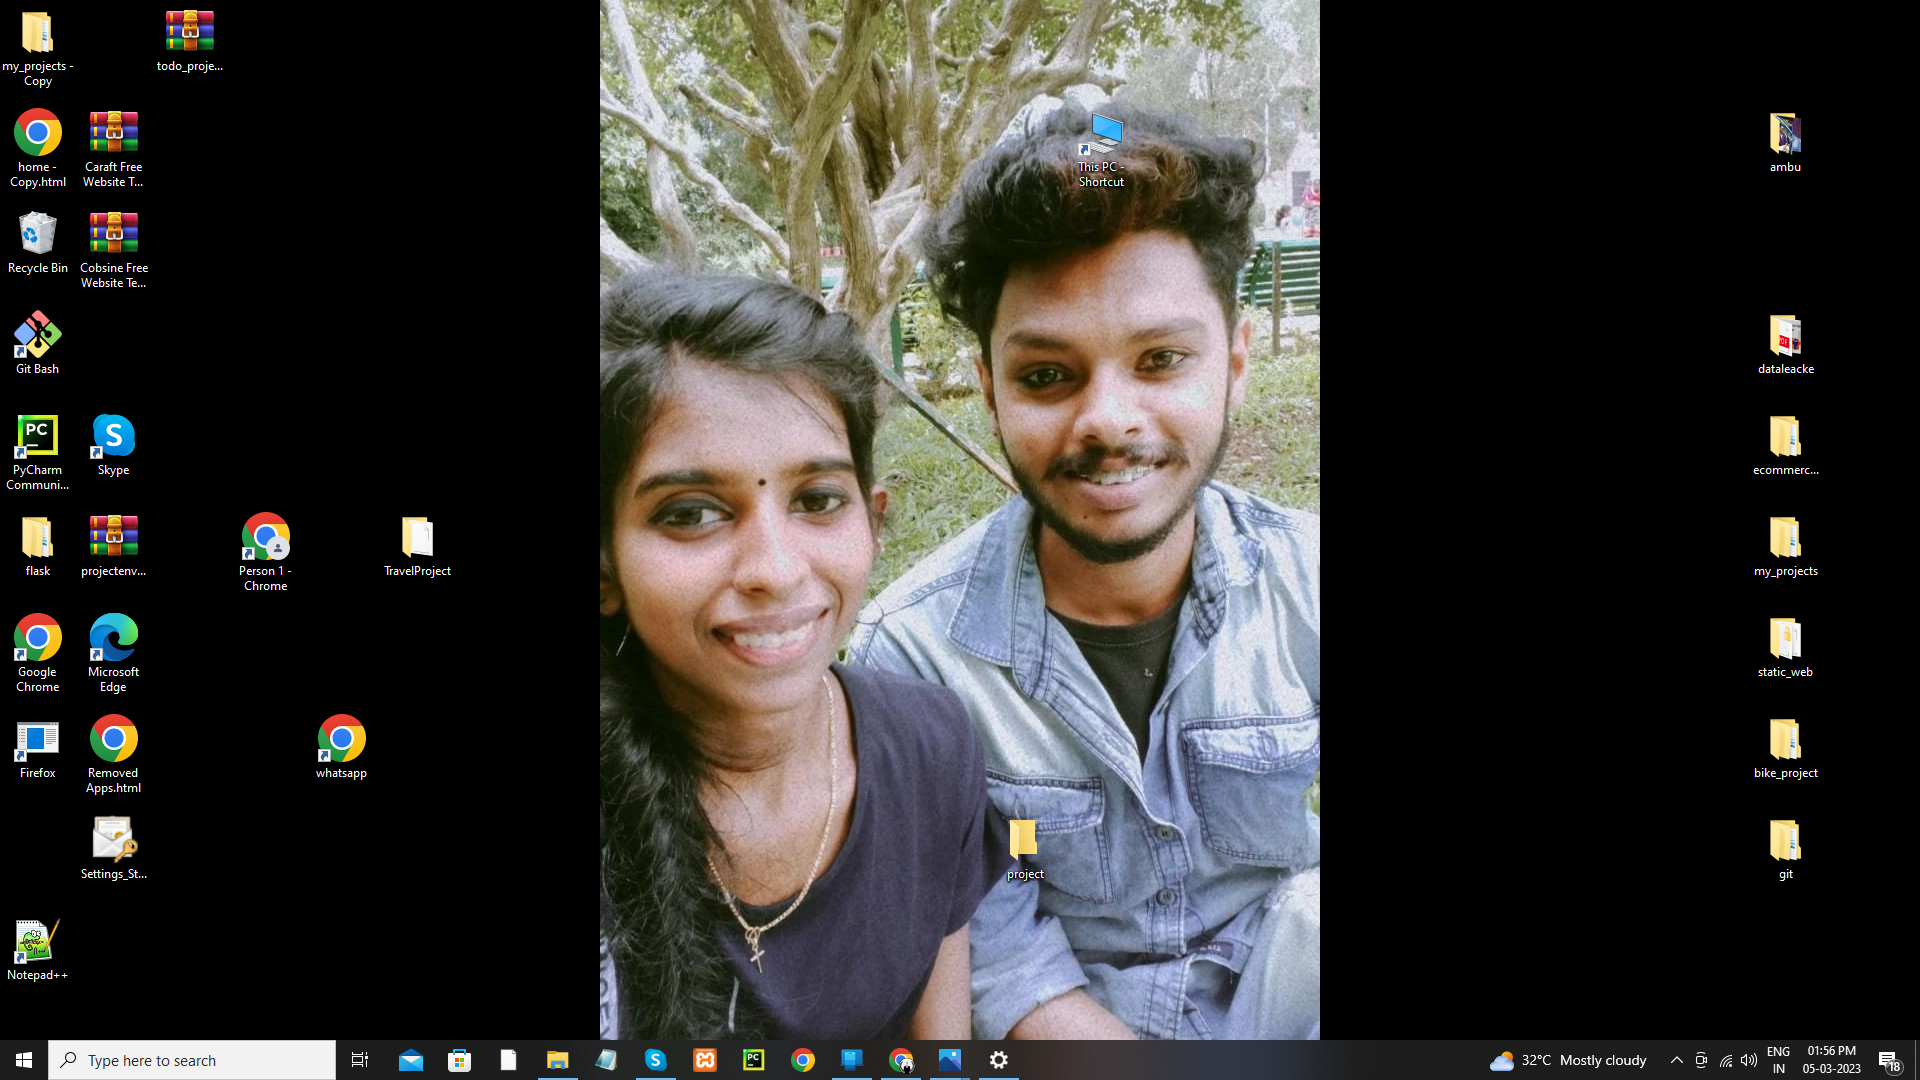 my_projects -
Copy
todo_proje...
home -
Copy.html
Caraft Free
Website T...
This PC -
Shortcut
ambu
Recycle Bin
Cobsine Free
Website Te...
Git Bash
dataleacke
PC
PyCharm
Communi...
S
Skype
ecommerc...
flask
projectenv...
Person 1 -
Chrome
TravelProject
my_projects
Google
Chrome
Microsoft
Edge
static_web
Firefox
Removed
Apps.html
whatsapp
bike_project
Settings_St...
project
git
Notepad++
Type here to search
32°C Mostly cloudy
ENG
IN
01:56 PM
05-03-2023
18